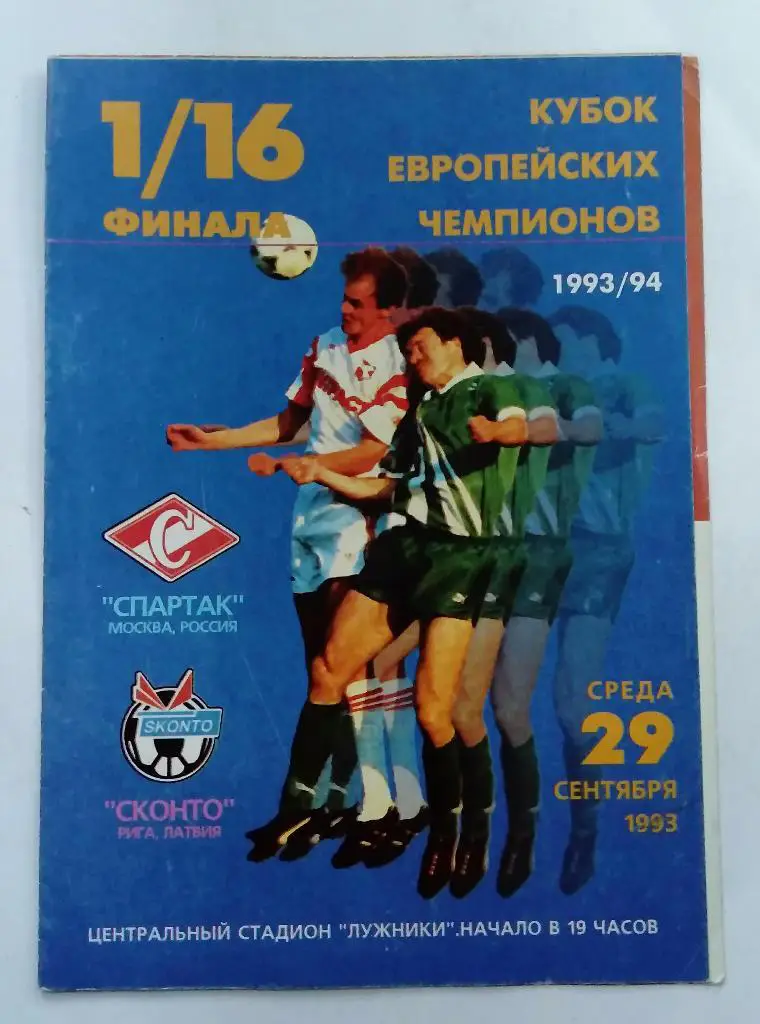 1/16
ФИНАЛА
КУБОК
ЕВРОПЕЙСКИХ
ЧЕМПИОНОВ
1993/94
С
"СПАРТАК"
МОСКВА, РОССИЯ
SKONTO
"СКОНТО"
РИГА, ЛАТВИЯ
СРЕДА
29
СЕНТЯБРЯ
1993
ЦЕНТРАЛЬНЫЙ СТАДИОН "ЛУЖНИКИ".НАЧАЛО В 19 ЧАСОВ